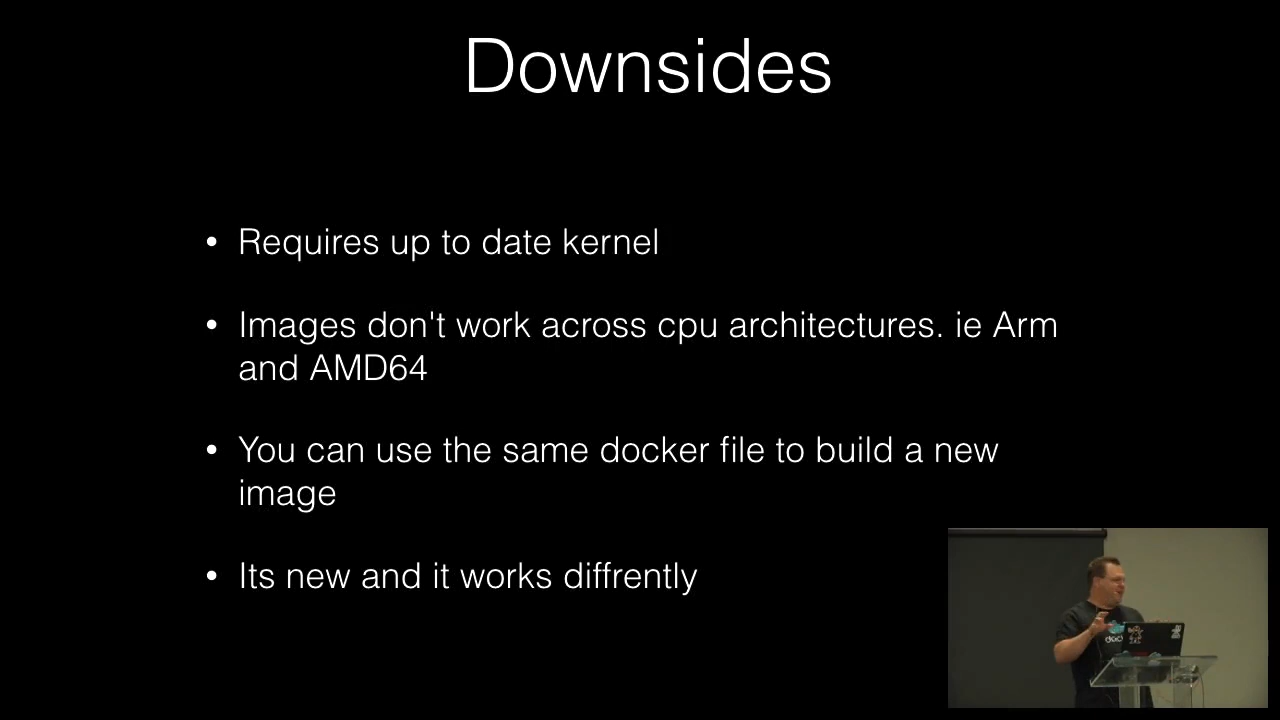 Downsides
• Requires up to date kernel
• Images don't work across cpu architectures. ie Arm
and AMD64
• You can use the same docker file to build a new
image
• Its new and it works diffrently